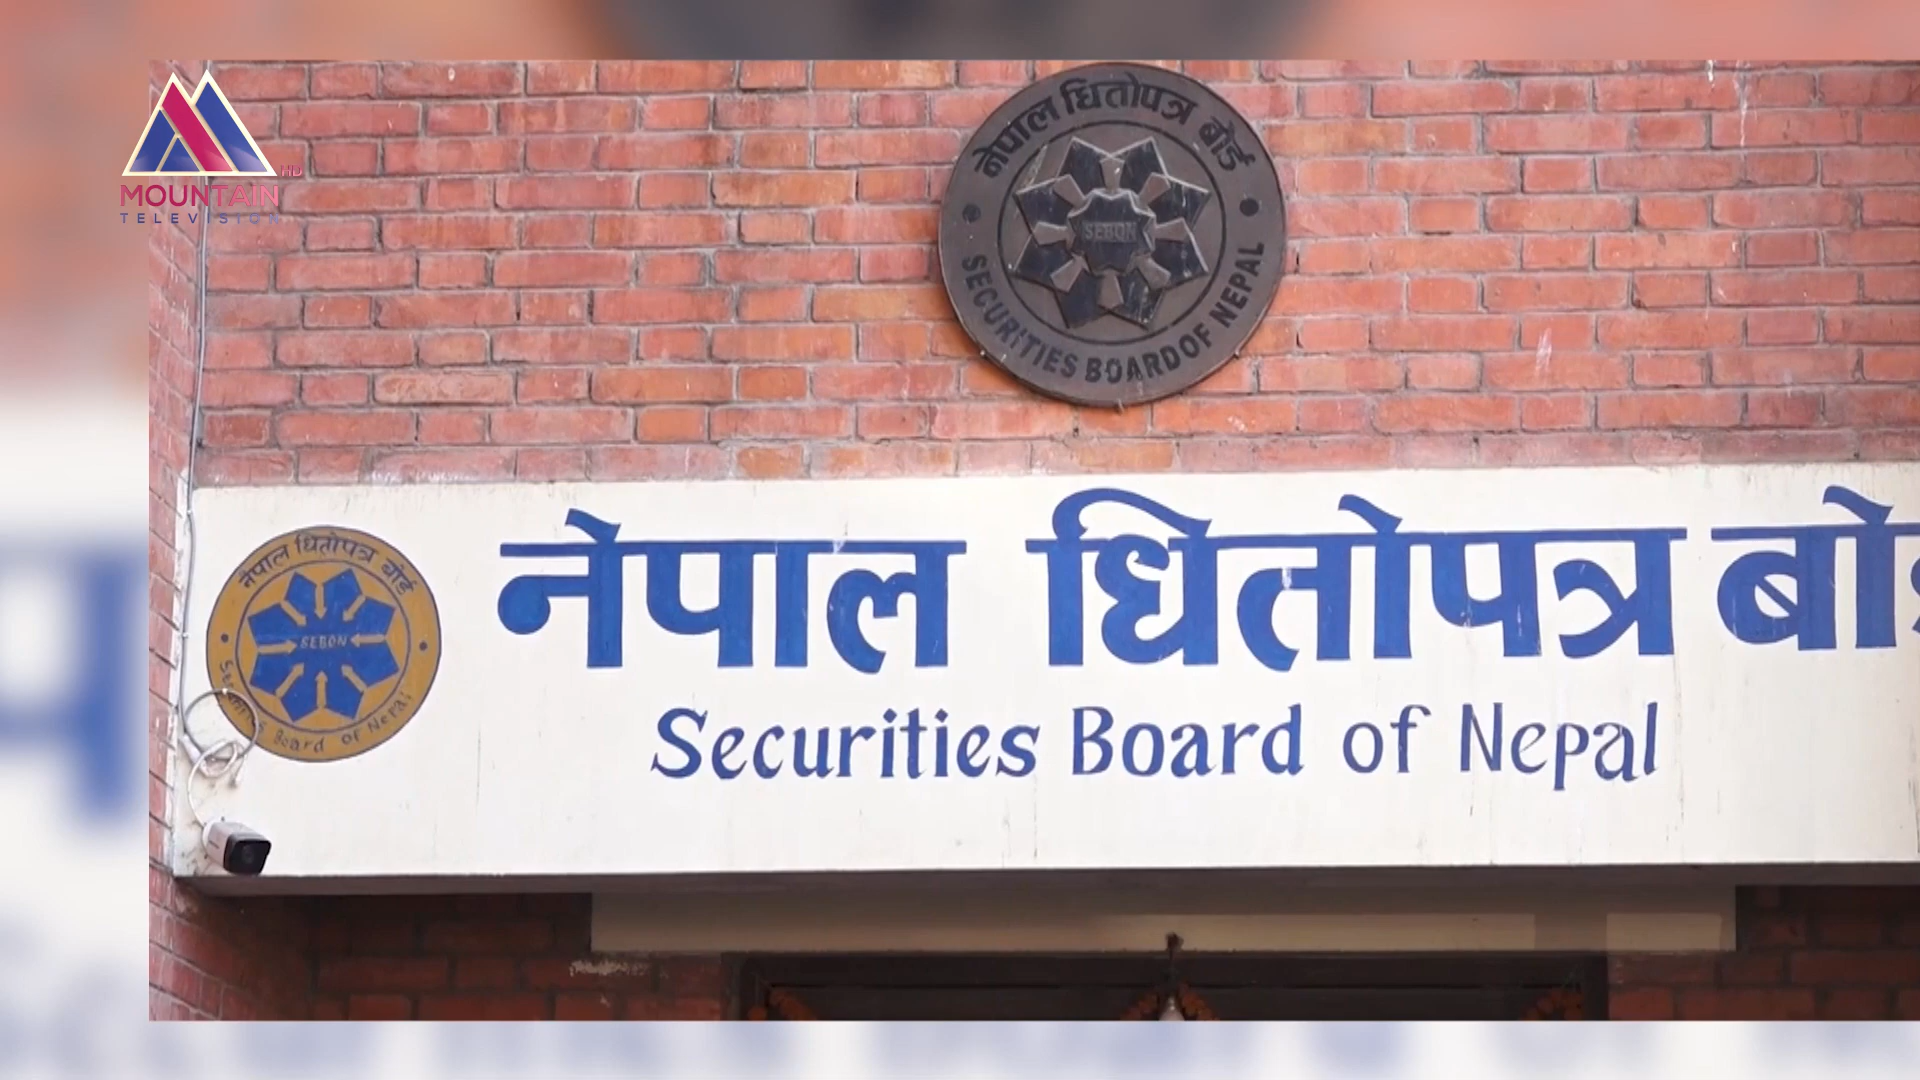 MOUNTAIN HD
TELEVISION
नेपाल धितोपत्र बोर्ड
SEBON
SECURITIES BOARD OF NEPAL
नेपाल धितोपत्र
Securities Board of Nepal
नेपाल धितोपत्र बोर्ड
SEBON
Securities Board of Nepal